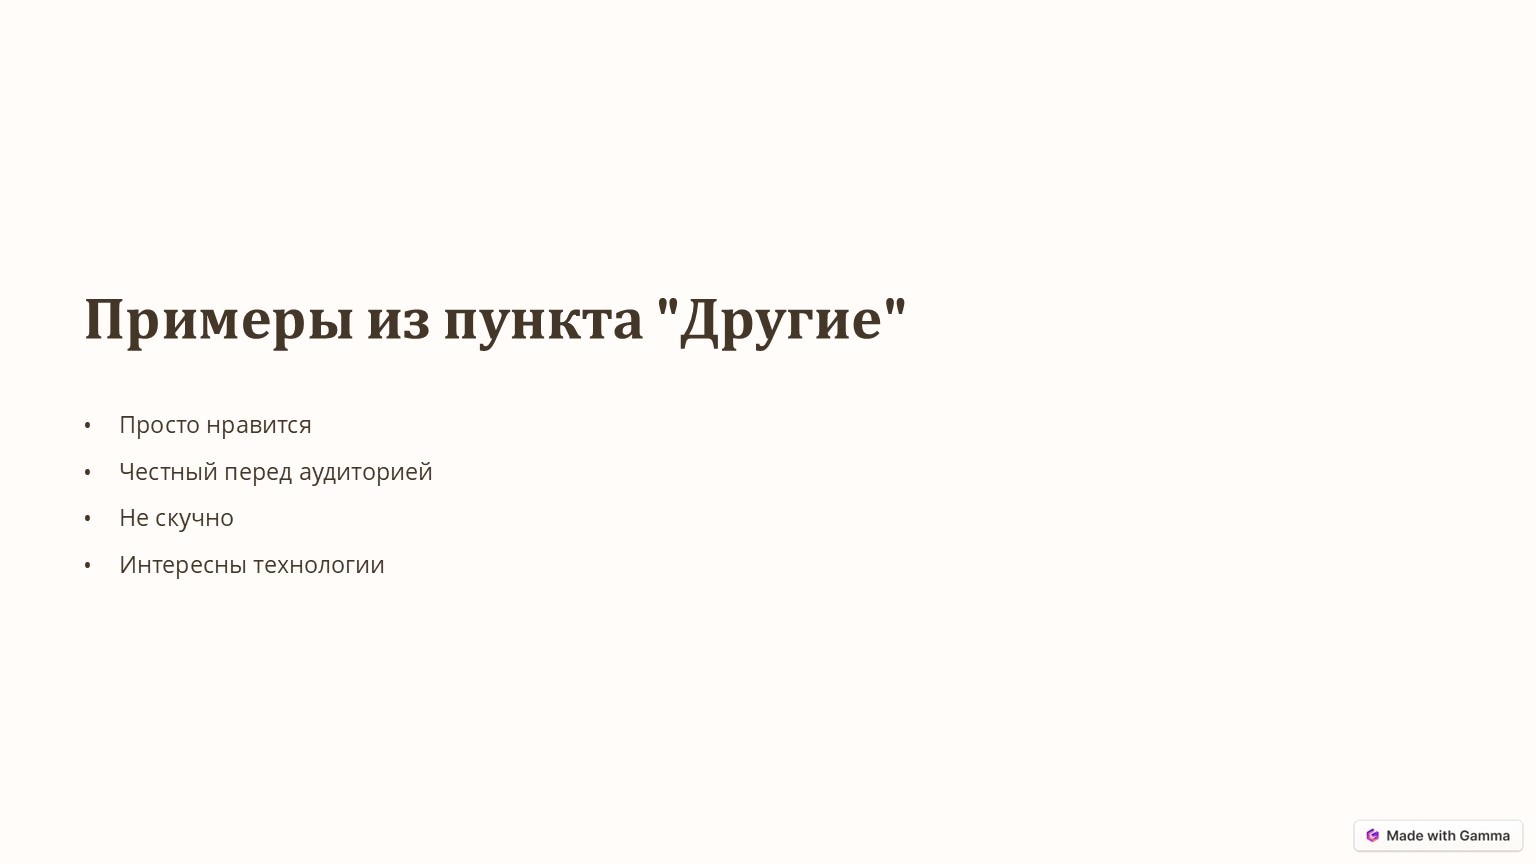 Примеры из пункта "Другие"
• Просто нравится
• Честный перед аудиторией
• Не скучно
• Интересны технологии
Made with Gamma